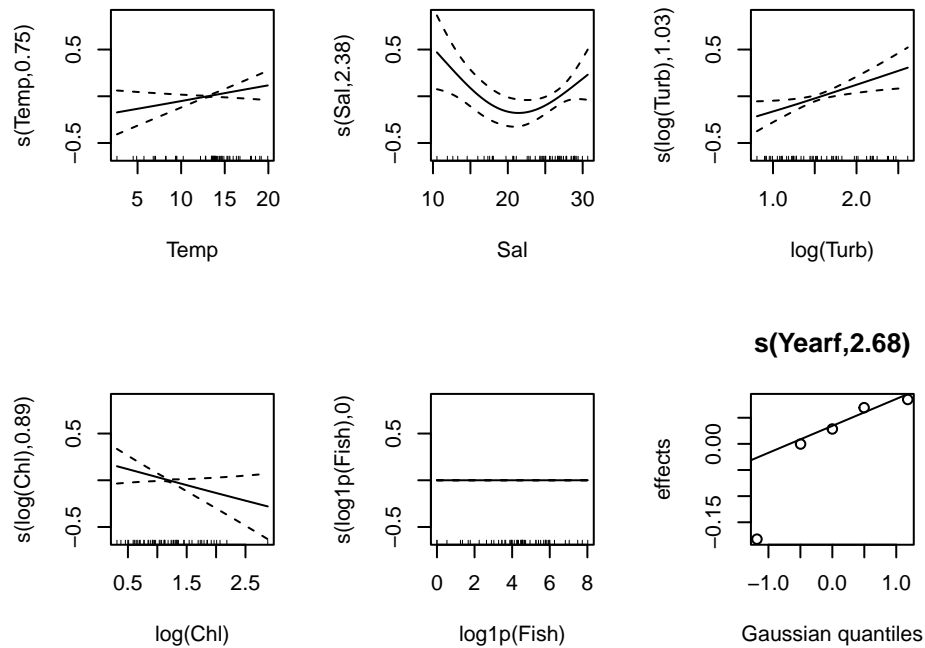 s(Temp,0.75)
0.5
−0.5
5 10 15 20
Temp
s(Sal,2.38)
0.5
−0.5
10 20 30
Sal
s(log(Turb),1.03)
0.5
−0.5
1.0 2.0
log(Turb)
s(log(Chl),0.89)
0.5
−0.5
0.5 1.5 2.5
log(Chl)
s(log1p(Fish),0)
0.5
−0.5
0 2 4 6 8
log1p(Fish)
s(Yearf,2.68)
effects
0.00
−0.15
−1.0 0.0 1.0
Gaussian quantiles